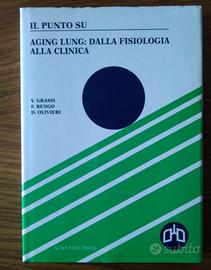 IL PUNTO SU
AGING LUNG: DALLA FISIOLOGIA
ALLA CLINICA
V. GRASSI
F. RENGO
D. OLIVIERI
SCIENTIFIC PRESS
subito